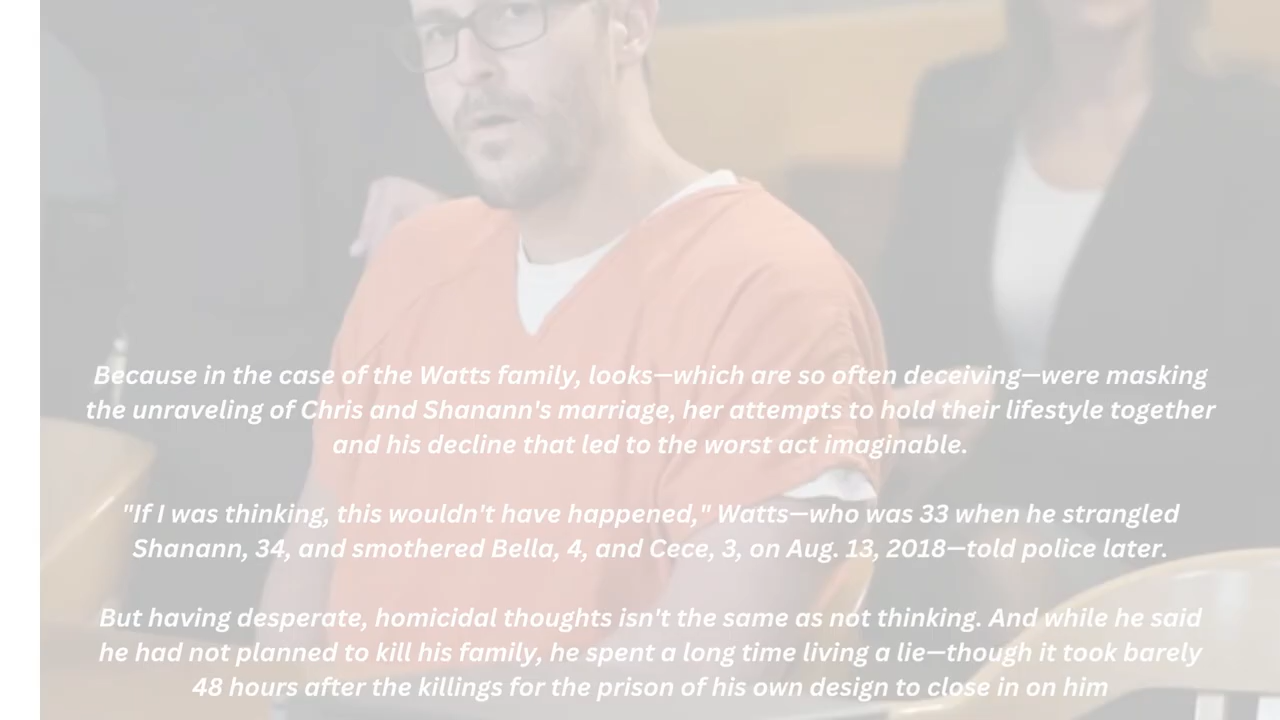 Because in the case of the Watts family, looks—which are so often deceiving—were masking
the unraveling of Chris and Shanann's marriage, her attempts to hold their lifestyle together
and his decline that led to the worst act imaginable.
"If I was thinking, this wouldn't have happened," Watts—who was 33 when he strangled
Shanann, 34, and smothered Bella, 4, and Cece, 3, on Aug. 13, 2018—told police later.
But having desperate, homicidal thoughts isn't the same as not thinking. And while he said
he had not planned to kill his family, he spent a long time living a lie—though it took barely
48 hours after the killings for the prison of his own design to close in on him